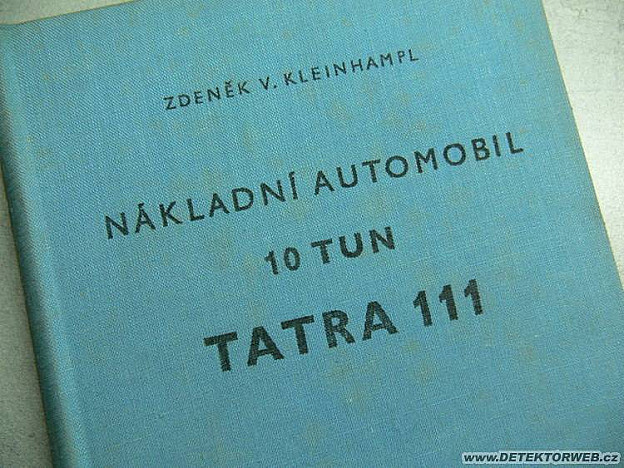 ZDENĚK V. KLEINHAMPL
NÁKLADNÍ AUTOMOBIL
10 TUN
TATRA 111
www.DETEKTORWEB.cz